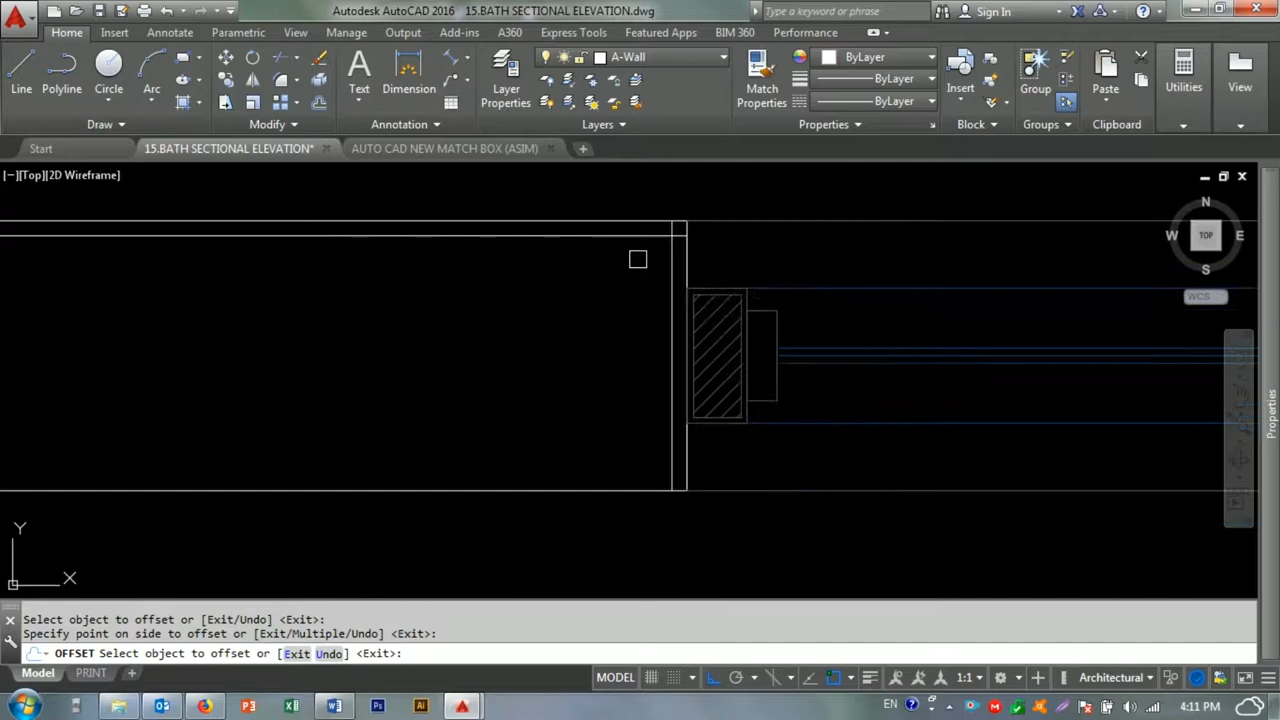 Autodesk AutoCAD 2016 15.BATH SECTIONAL ELEVATION.dwg
Type a keyword or phrase
Sign In
Home Insert Annotate Parametric View Manage Output Add-ins A360 Express Tools Featured Apps BIM 360 Performance
A-Wall
ByLayer
ByLayer
ByLayer
Line Polyline Circle Arc Text Dimension Layer Properties Match Properties Insert Group Paste Utilities View
Draw Modify Annotation Layers Properties Block Groups Clipboard
Start 15.BATH SECTIONAL ELEVATION* AUTO CAD NEW MATCH BOX (ASIM)
[−][Top][2D Wireframe]
N
W TOP E
S
WCS
Properties
Y
X
Select object to offset or [Exit/Undo] <Exit>:
Specify point on side to offset or [Exit/Multiple/Undo] <Exit>:
OFFSET Select object to offset or [Exit Undo] <Exit>:
Model PRINT
MODEL 1:1 Architectural
EN 4:11 PM